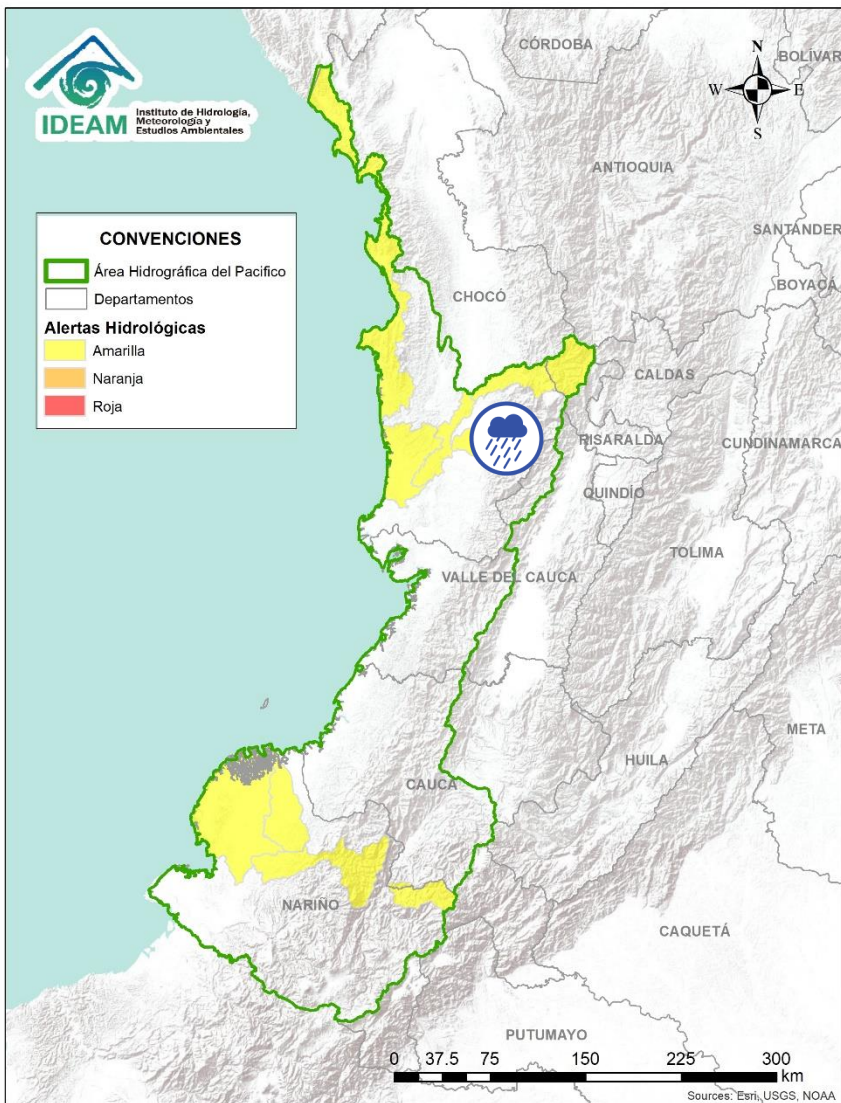 IDEAM
Instituto de Hidrología,
Meteorología y
Estudios Ambientales
N
W
E
S
CONVENCIONES
Área Hidrográfica del Pacifico
Departamentos
Alertas Hidrológicas
Amarilla
Naranja
Roja
CÓRDOBA
BOLÍVAR
ANTIOQUIA
SANTANDER
BOYACÁ
CHOCÓ
CALDAS
RISARALDA
CUNDINAMARCA
QUINDÍO
TOLIMA
VALLE DEL CAUCA
META
HUILA
CAUCA
NARIÑO
CAQUETÁ
PUTUMAYO
0 37.5 75 150 225 300
km
Sources: Esri, USGS, NOAA